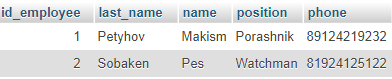 id_employee last_name name position phone
1 Petyhov Makism Porashnik 89124219232
2 Sobaken Pes Watchman 81924125122